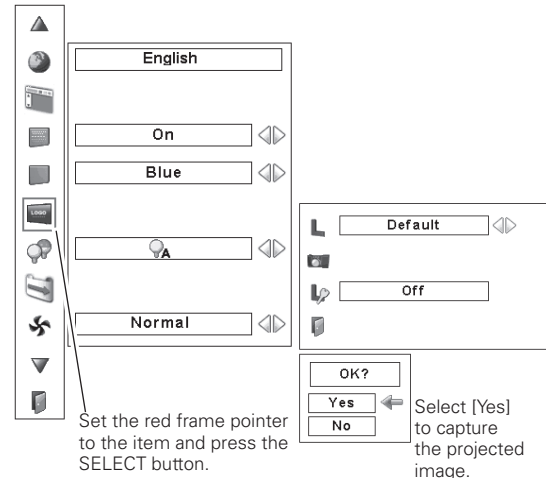 English
On
Blue
LOGO
A
Normal
L
Default
L
Off
OK?
Yes
No
Set the red frame pointer
to the item and press the
SELECT button.
Select [Yes]
to capture
the projected
image.